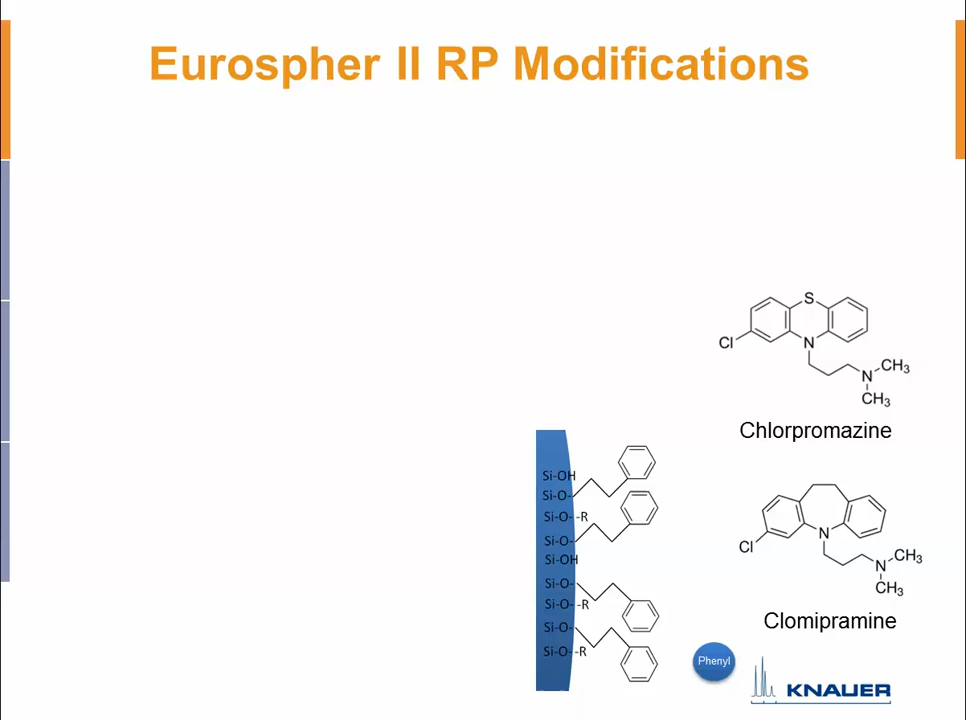 Eurospher II RP Modifications
S
Cl
N
N
CH3
CH3
Chlorpromazine
Si-OH
Si-O-
Si-O- -R
Si-O-
Si-OH
Si-O-
Si-O- -R
Si-O-
Si-O- -R
N
Cl
N
CH3
CH3
Clomipramine
Phenyl
KNAUER